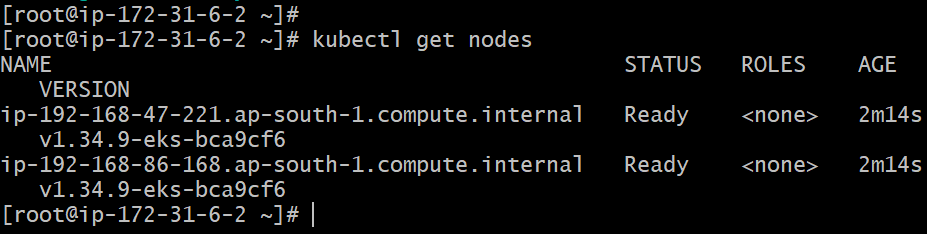 [root@ip-172-31-6-2 ~]#
[root@ip-172-31-6-2 ~]# kubectl get nodes
NAME                                            STATUS   ROLES    AGE
   VERSION
ip-192-168-47-221.ap-south-1.compute.internal   Ready    <none>   2m14s
   v1.34.9-eks-bca9cf6
ip-192-168-86-168.ap-south-1.compute.internal   Ready    <none>   2m14s
   v1.34.9-eks-bca9cf6
[root@ip-172-31-6-2 ~]#